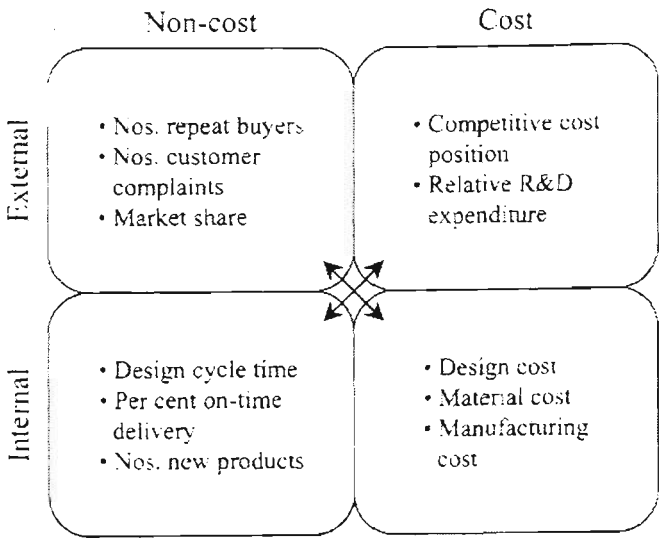 Non-cost
Cost
External
• Nos. repeat buyers
• Nos. customer
complaints
• Market share
• Competitive cost
position
• Relative R&D
expenditure
Internal
• Design cycle time
• Per cent on-time
delivery
• Nos. new products
• Design cost
• Material cost
• Manufacturing
cost